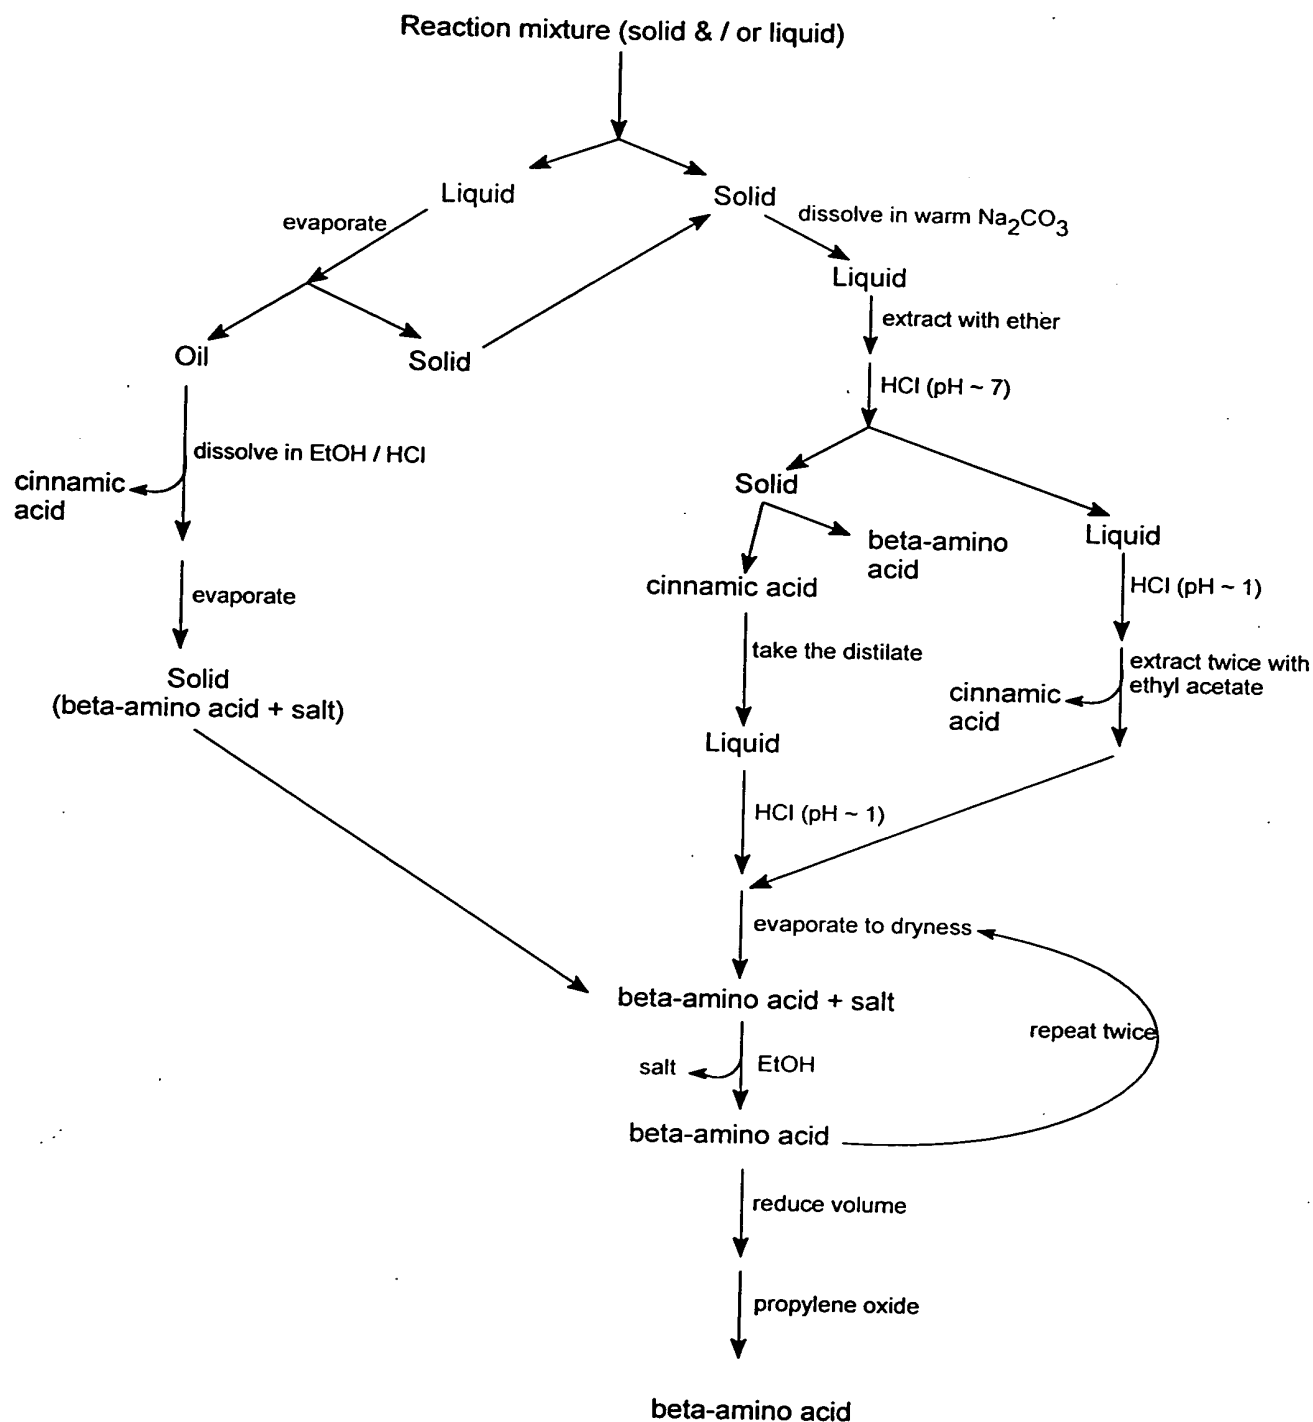 Reaction mixture (solid & / or liquid)
Liquid
Solid
evaporate
dissolve in warm Na2CO3
Liquid
extract with ether
Oil
Solid
HCl (pH ~ 7)
dissolve in EtOH / HCl
cinnamic
acid
Solid
Liquid
beta-amino
acid
cinnamic acid
HCl (pH ~ 1)
evaporate
take the distilate
extract twice with
ethyl acetate
cinnamic
acid
Solid
(beta-amino acid + salt)
Liquid
HCl (pH ~ 1)
evaporate to dryness
beta-amino acid + salt
repeat twice
salt
EtOH
beta-amino acid
reduce volume
propylene oxide
beta-amino acid